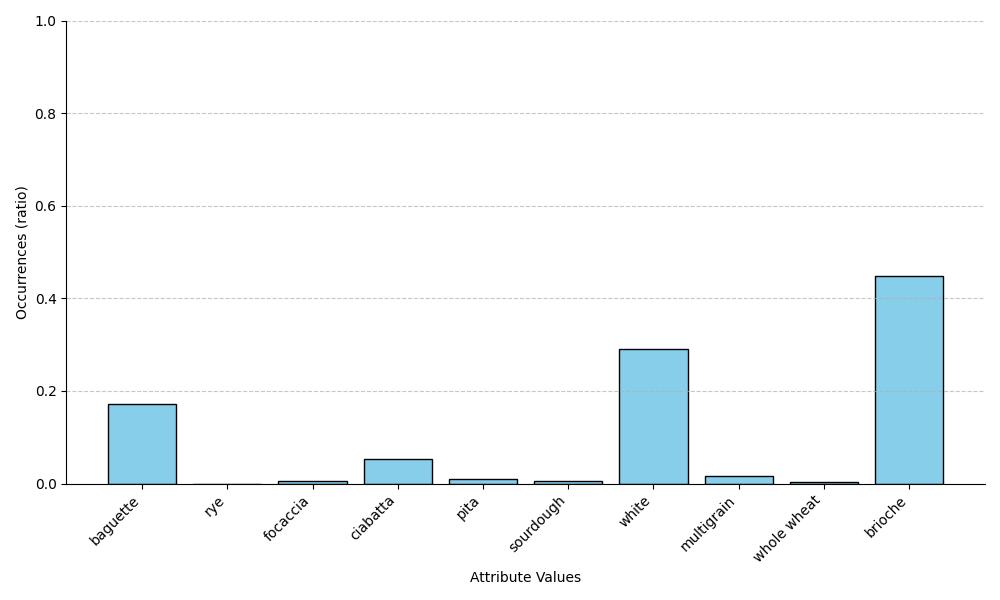 1.0
0.8
0.6
0.4
0.2
0.0
Occurrences (ratio)
baguette
rye
focaccia
ciabatta
pita
sourdough
white
multigrain
whole wheat
brioche
Attribute Values